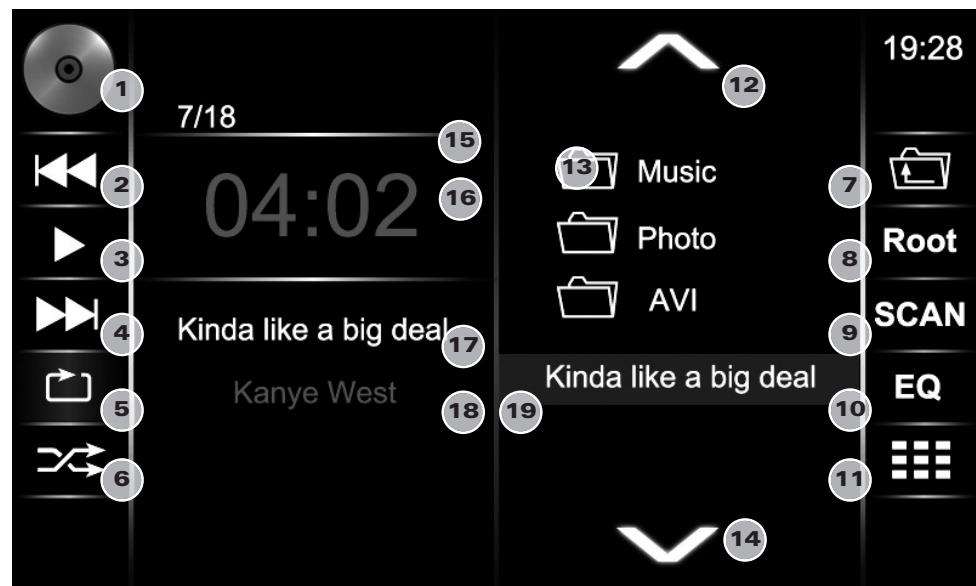 19:28
1
12
7/18
15
2
13 Music
7
04:02
16
3
Photo
8 Root
4
AVI
9 SCAN
Kinda like a big deal
17
5
Kanye West
18
19
Kinda like a big deal
10 EQ
6
11
14